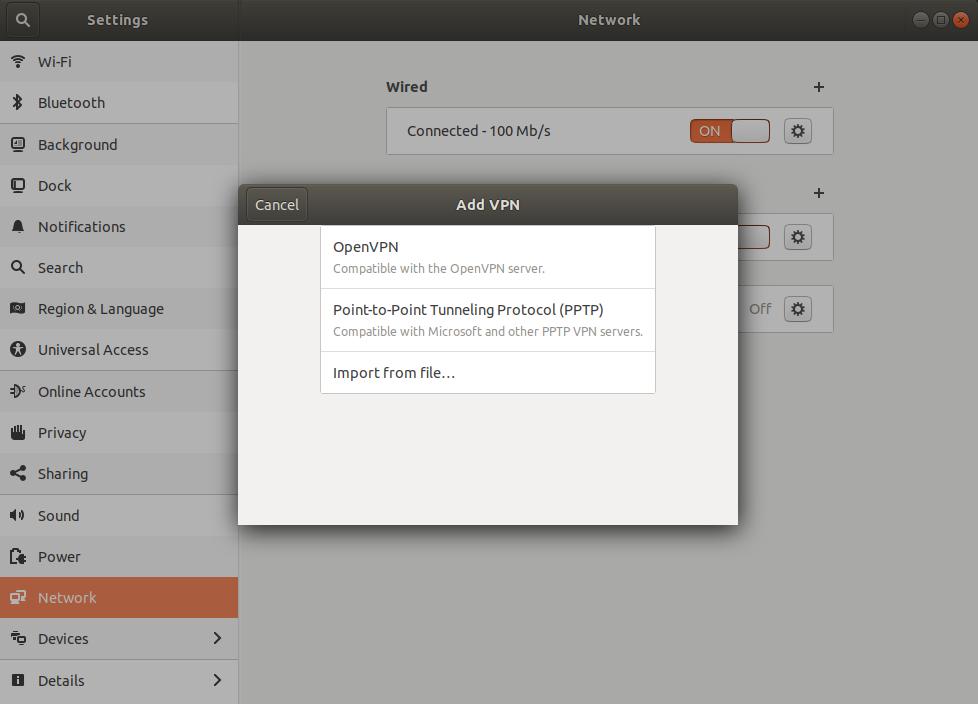 Settings
Network
Wi-Fi
Bluetooth
Background
Dock
Notifications
Search
Region & Language
Universal Access
Online Accounts
Privacy
Sharing
Sound
Power
Network
Devices
Details
Wired
Connected - 100 Mb/s
ON
Cancel
Add VPN
OpenVPN
Compatible with the OpenVPN server.
Point-to-Point Tunneling Protocol (PPTP)
Compatible with Microsoft and other PPTP VPN servers.
Import from file…
Off